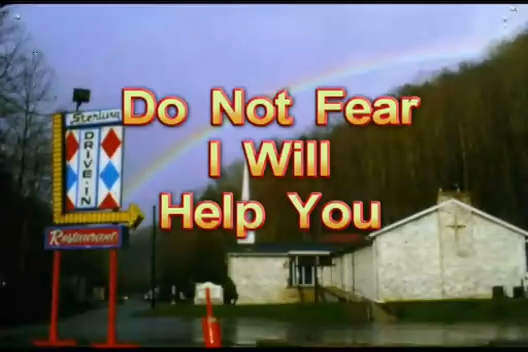 Do Not Fear
I Will
Help You
Sterling
DRIVE-IN
Restaurant